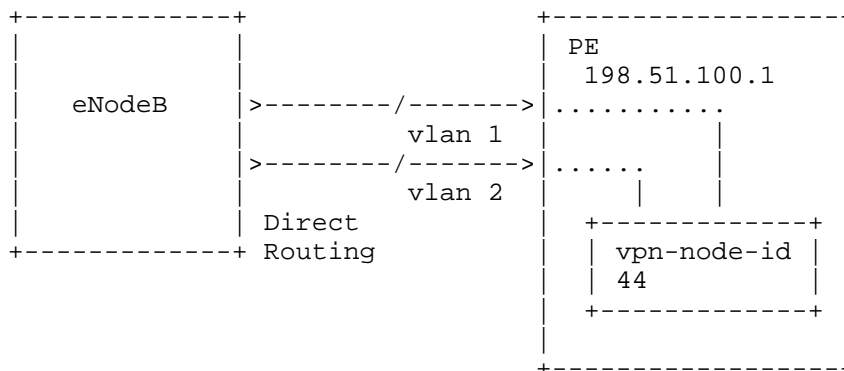 PE
198.51.100.1
eNodeB
vlan 1
vlan 2
Direct
Routing
vpn-node-id
44